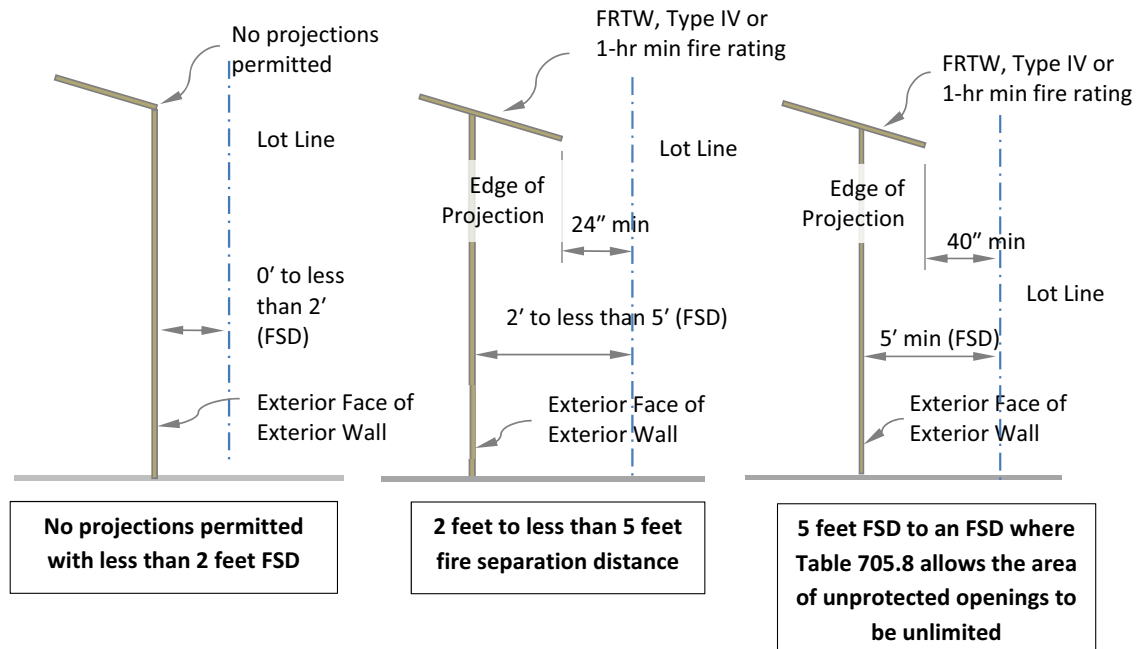 No projections
permitted
Lot Line
0’ to less
than 2’
(FSD)
Exterior Face of
Exterior Wall
No projections permitted
with less than 2 feet FSD
FRTW, Type IV or
1-hr min fire rating
Lot Line
Edge of
Projection
24” min
2’ to less than 5’ (FSD)
Exterior Face of
Exterior Wall
2 feet to less than 5 feet
fire separation distance
FRTW, Type IV or
1-hr min fire rating
Edge of
Projection
40” min
Lot Line
5’ min (FSD)
Exterior Face of
Exterior Wall
5 feet FSD to an FSD where
Table 705.8 allows the area
of unprotected openings to
be unlimited